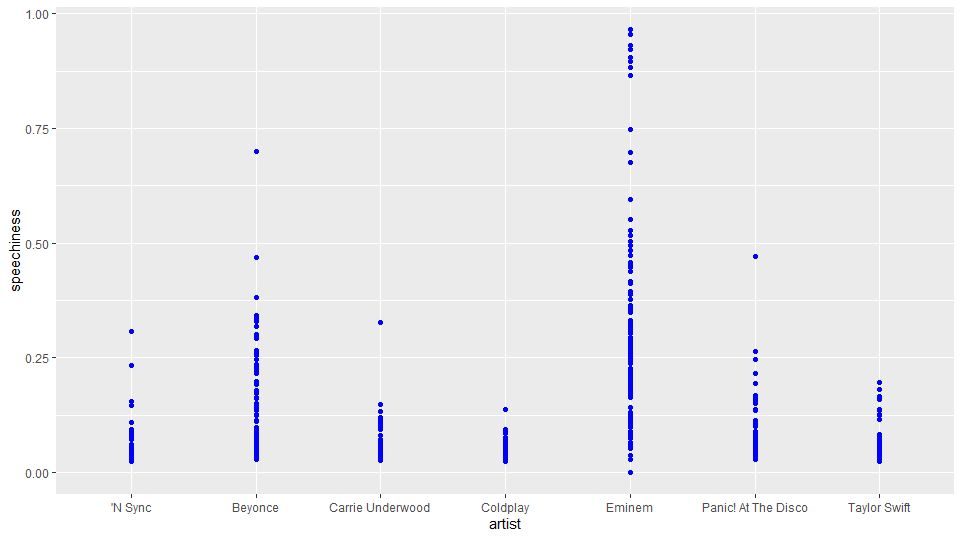 1.00
0.75
0.50
0.25
0.00
speechiness
'N Sync Beyonce Carrie Underwood Coldplay Eminem Panic! At The Disco Taylor Swift
artist